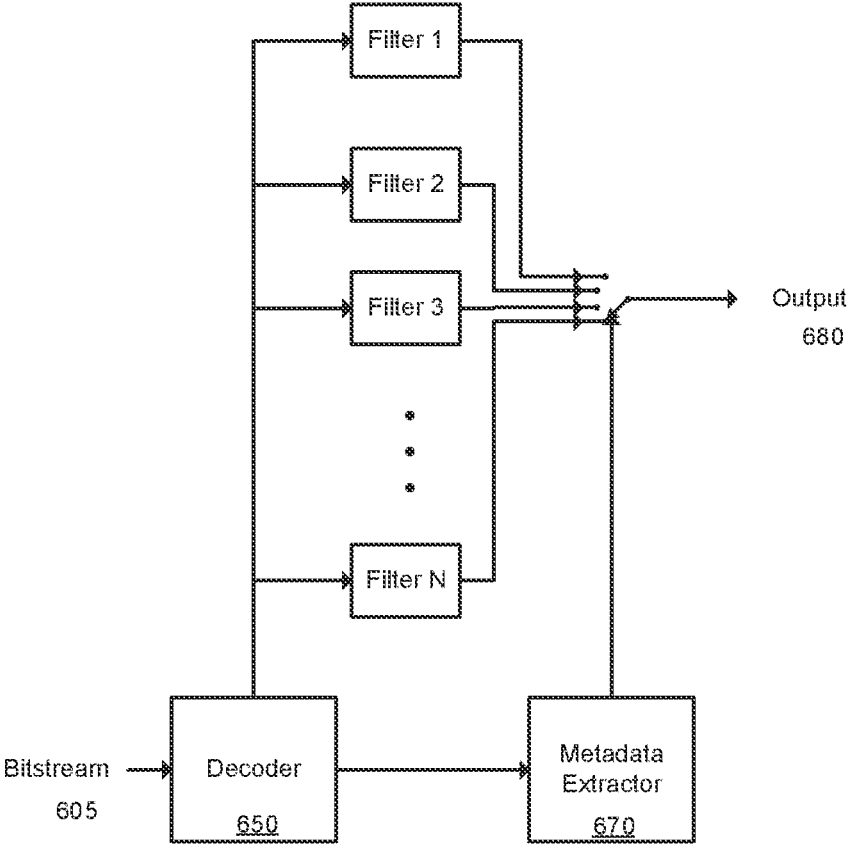 Filter 1
Filter 2
Filter 3
Output
680
Filter N
Bitstream
605
Decoder
650
Metadata
Extractor
670